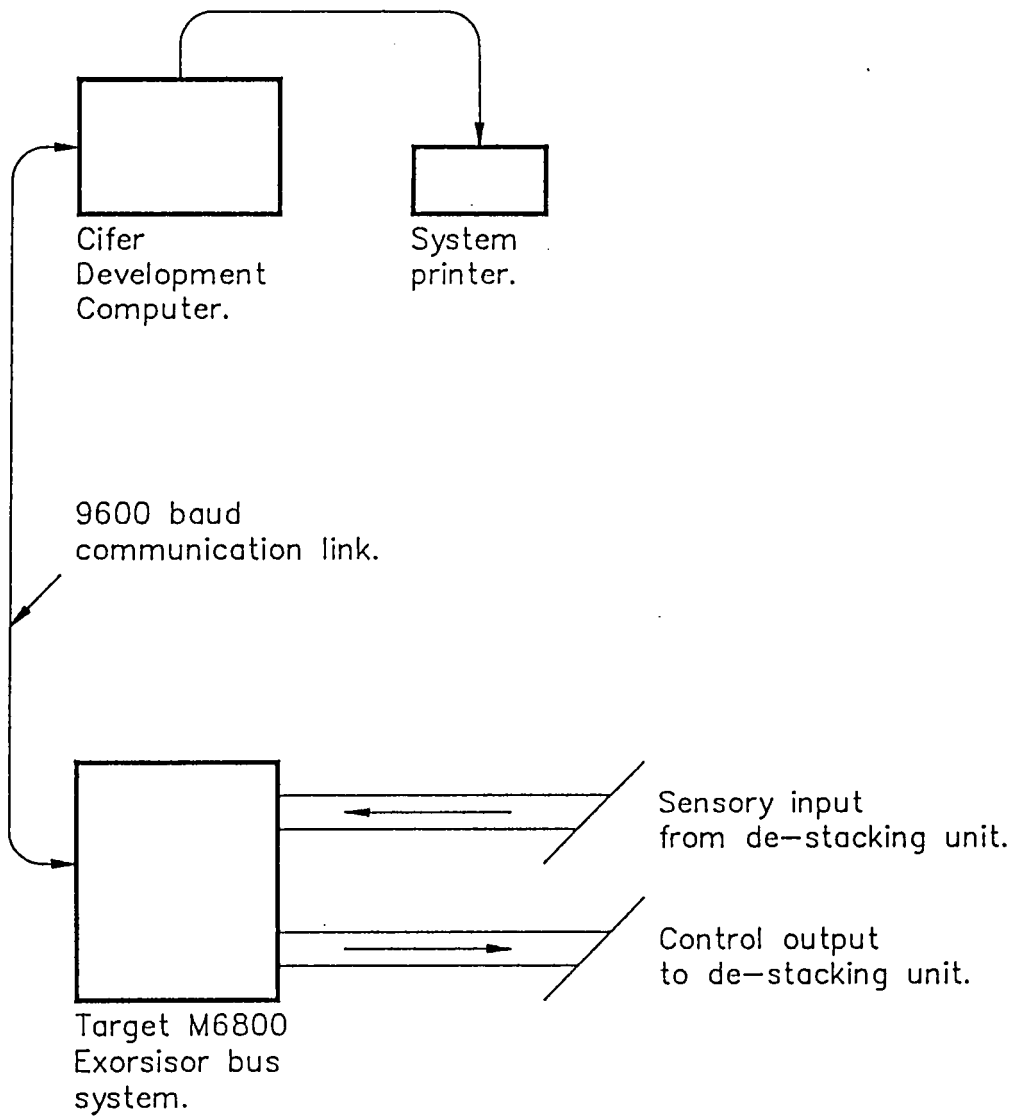 Cifer
Development
Computer.
System
printer.
9600 baud
communication link.
Sensory input
from de-stacking unit.
Control output
to de-stacking unit.
Target M6800
Exorsisor bus
system.